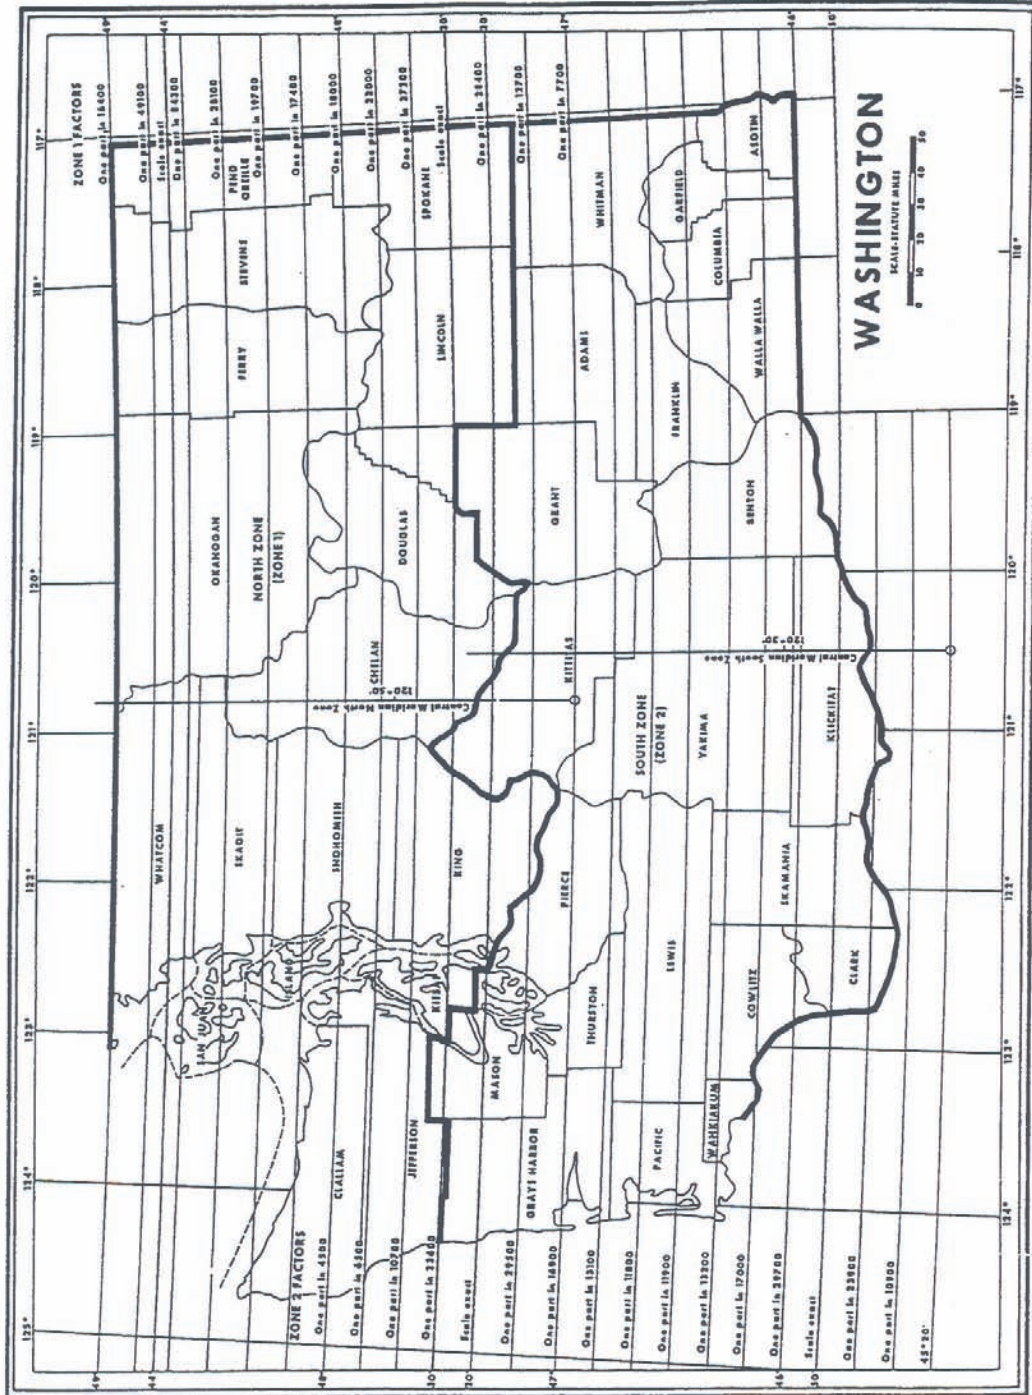 ZONE 1 FACTORS
One part in 16400
One part in 49100
Scale exact
One part in 84300
One part in 28100
One part in 19700
One part in 17400
One part in 18000
One part in 22000
One part in 37200
Scale exact
One part in 24400
One part in 12700
One part in 7700
ZONE 2 FACTORS
One part in 4500
One part in 6500
One part in 10700
One part in 23400
Scale exact
One part in 29500
One part in 16900
One part in 13100
One part in 11800
One part in 11900
One part in 13200
One part in 17000
One part in 29700
Scale exact
One part in 23900
One part in 10900
45°20'
125°
124°
123°
122°
121°
120°
119°
118°
117°
49°
48°
47°
46°
WHATCOM
SAN JUAN
SKAGIT
ISLAND
SNOHOMISH
OKANOGAN
FERRY
STEVENS
PEND
OREILLE
NORTH ZONE
(ZONE 1)
CLALLAM
JEFFERSON
KITSAP
KING
CHELAN
DOUGLAS
LINCOLN
SPOKANE
Central Meridian North Zone
120°50'
GRAYS HARBOR
MASON
THURSTON
PIERCE
KITTITAS
GRANT
ADAMS
WHITMAN
SOUTH ZONE
(ZONE 2)
PACIFIC
LEWIS
YAKIMA
FRANKLIN
GARFIELD
COLUMBIA
ASOTIN
WAHKIAKUM
COWLITZ
SKAMANIA
CLARK
KLICKITAT
BENTON
WALLA WALLA
Central Meridian South Zone
120°30'
WASHINGTON
SCALE-STATUTE MILES
0 10 20 30 40 50
124°
123°
122°
121°
120°
119°
118°
117°